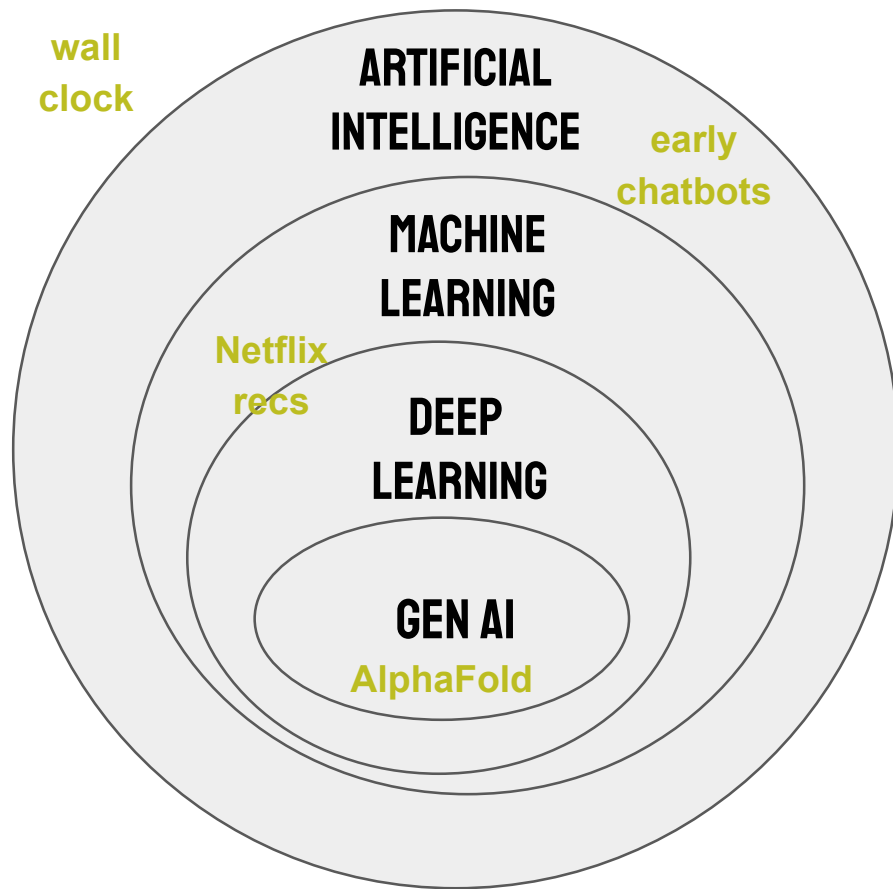 wall
clock
ARTIFICIAL
INTELLIGENCE
early
chatbots
MACHINE
LEARNING
Netflix
recs
DEEP
LEARNING
GEN AI
AlphaFold